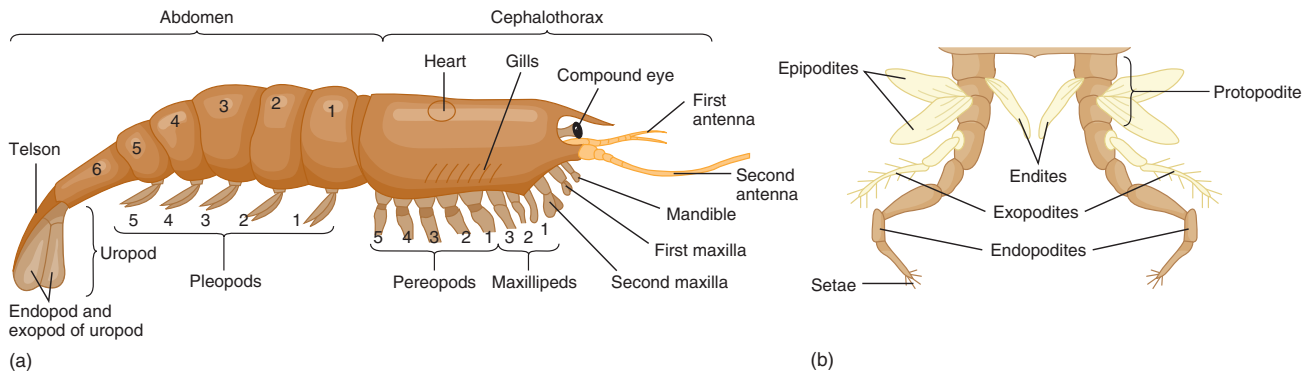 Abdomen
Cephalothorax
Heart
Gills
Compound eye
First
antenna
Second
antenna
Mandible
First maxilla
Second maxilla
Telson
6
5
4
3
2
1
5
4
3
2
1
5
4
3
2
1
3
2
1
Uropod
Pleopods
Pereopods
Maxillipeds
Endopod and
exopod of uropod
(a)
Epipodites
Protopodite
Endites
Exopodites
Endopodites
Setae
(b)